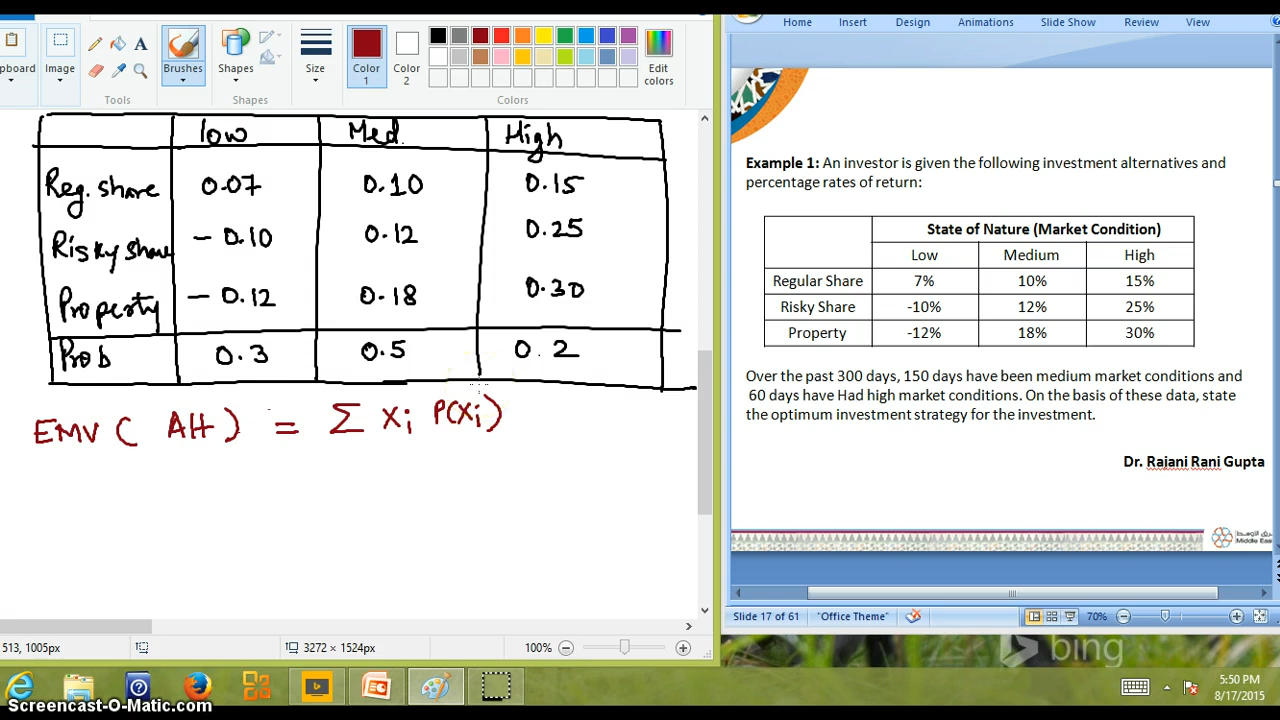 Home Insert Design Animations Slide Show Review View
pboard Image Tools Brushes Shapes Shapes Size Color 1 Color 2 Edit colors Colors
low Med. High
Reg. share 0.07 0.10 0.15
Risky share - 0.10 0.12 0.25
Property - 0.12 0.18 0.30
Prob 0.3 0.5 0.2
EMV ( Alt ) = Σ Xi P(Xi)
513, 1005px 3272 × 1524px 100%
Example 1: An investor is given the following investment alternatives and
percentage rates of return:
State of Nature (Market Condition)
Low Medium High
Regular Share 7% 10% 15%
Risky Share -10% 12% 25%
Property -12% 18% 30%
Over the past 300 days, 150 days have been medium market conditions and
60 days have Had high market conditions. On the basis of these data, state
the optimum investment strategy for the investment.
Dr. Rajani Rani Gupta
Middle East
Slide 17 of 61 "Office Theme" 70%
bing
5:50 PM
8/17/2015
Screencast-O-Matic.com